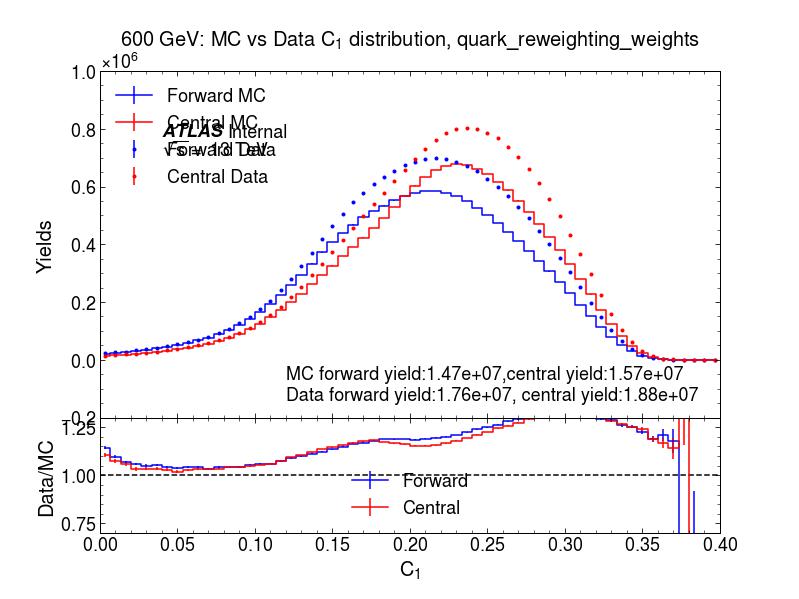 600 GeV: MC vs Data C₁ distribution, quark_reweighting_weights
×10⁶
1.0
0.8
0.6
0.4
0.2
0.0
0.2
Yields
Forward MC
Central MC
ATLAS Internal
√s = 13 TeV
Forward Data
Central Data
MC forward yield:1.47e+07,central yield:1.57e+07
Data forward yield:1.76e+07, central yield:1.88e+07
1.25
1.00
0.75
Data/MC
Forward
Central
0.00 0.05 0.10 0.15 0.20 0.25 0.30 0.35 0.40
C₁